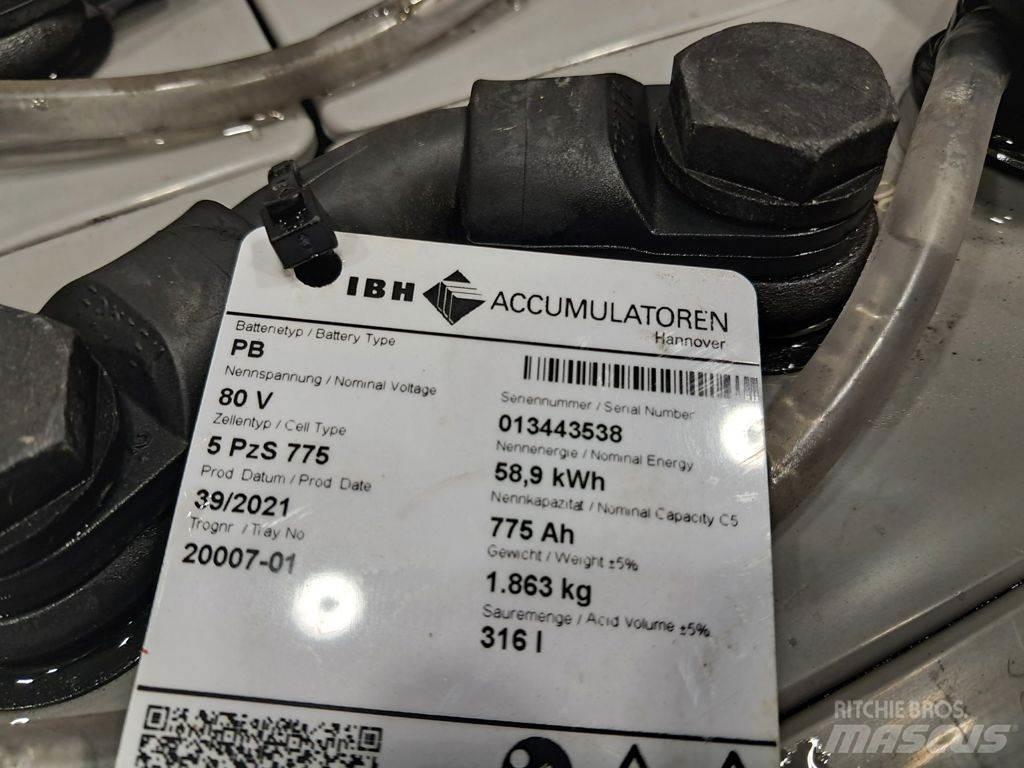 IBH ACCUMULATOREN
Hannover
Batterietyp / Battery Type
PB
Nennspannung / Nominal Voltage
80 V
Zellentyp / Cell Type
5 PzS 775
Prod. Datum / Prod. Date
39/2021
Trognr. / Tray No
20007-01
Seriennummer / Serial Number
013443538
Nennenergie / Nominal Energy
58,9 kWh
Nennkapazität / Nominal Capacity C5
775 Ah
Gewicht / Weight ±5%
1.863 kg
Säuremenge / Acid Volume ±5%
316 l
RITCHIE BROS.
MASCUS